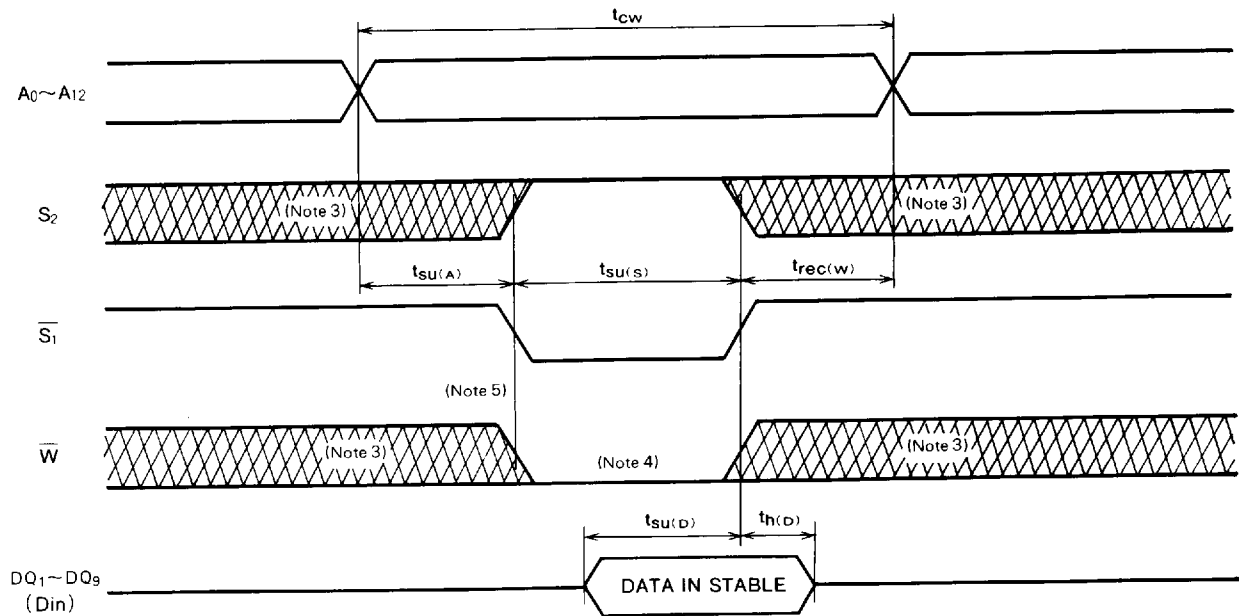 tCW
A0~A12
S2
(Note 3)
(Note 3)
tsu(A)
tsu(S)
trec(W)
S̅1̅
(Note 5)
W̅
(Note 3)
(Note 4)
(Note 3)
tsu(D)
th(D)
DQ1~DQ9
(Din)
DATA IN STABLE